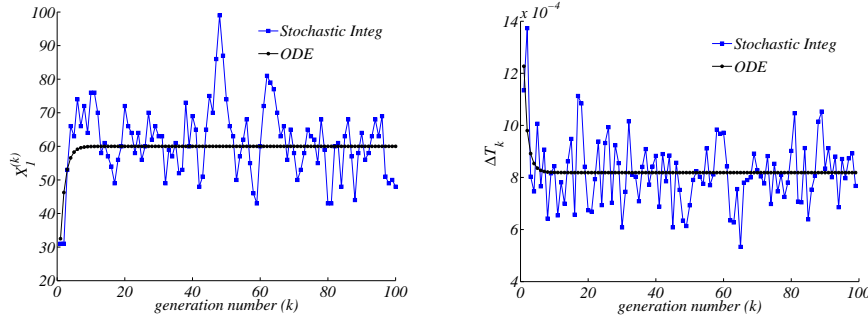 100
90
80
70
60
50
40
30
20
0
20
40
60
80
100
X_1^(k)
generation number (k)
Stochastic Integ
ODE
14 x 10^-4
12
10
8
6
4
0
20
40
60
80
100
ΔT_k
generation number (k)
Stochastic Integ
ODE